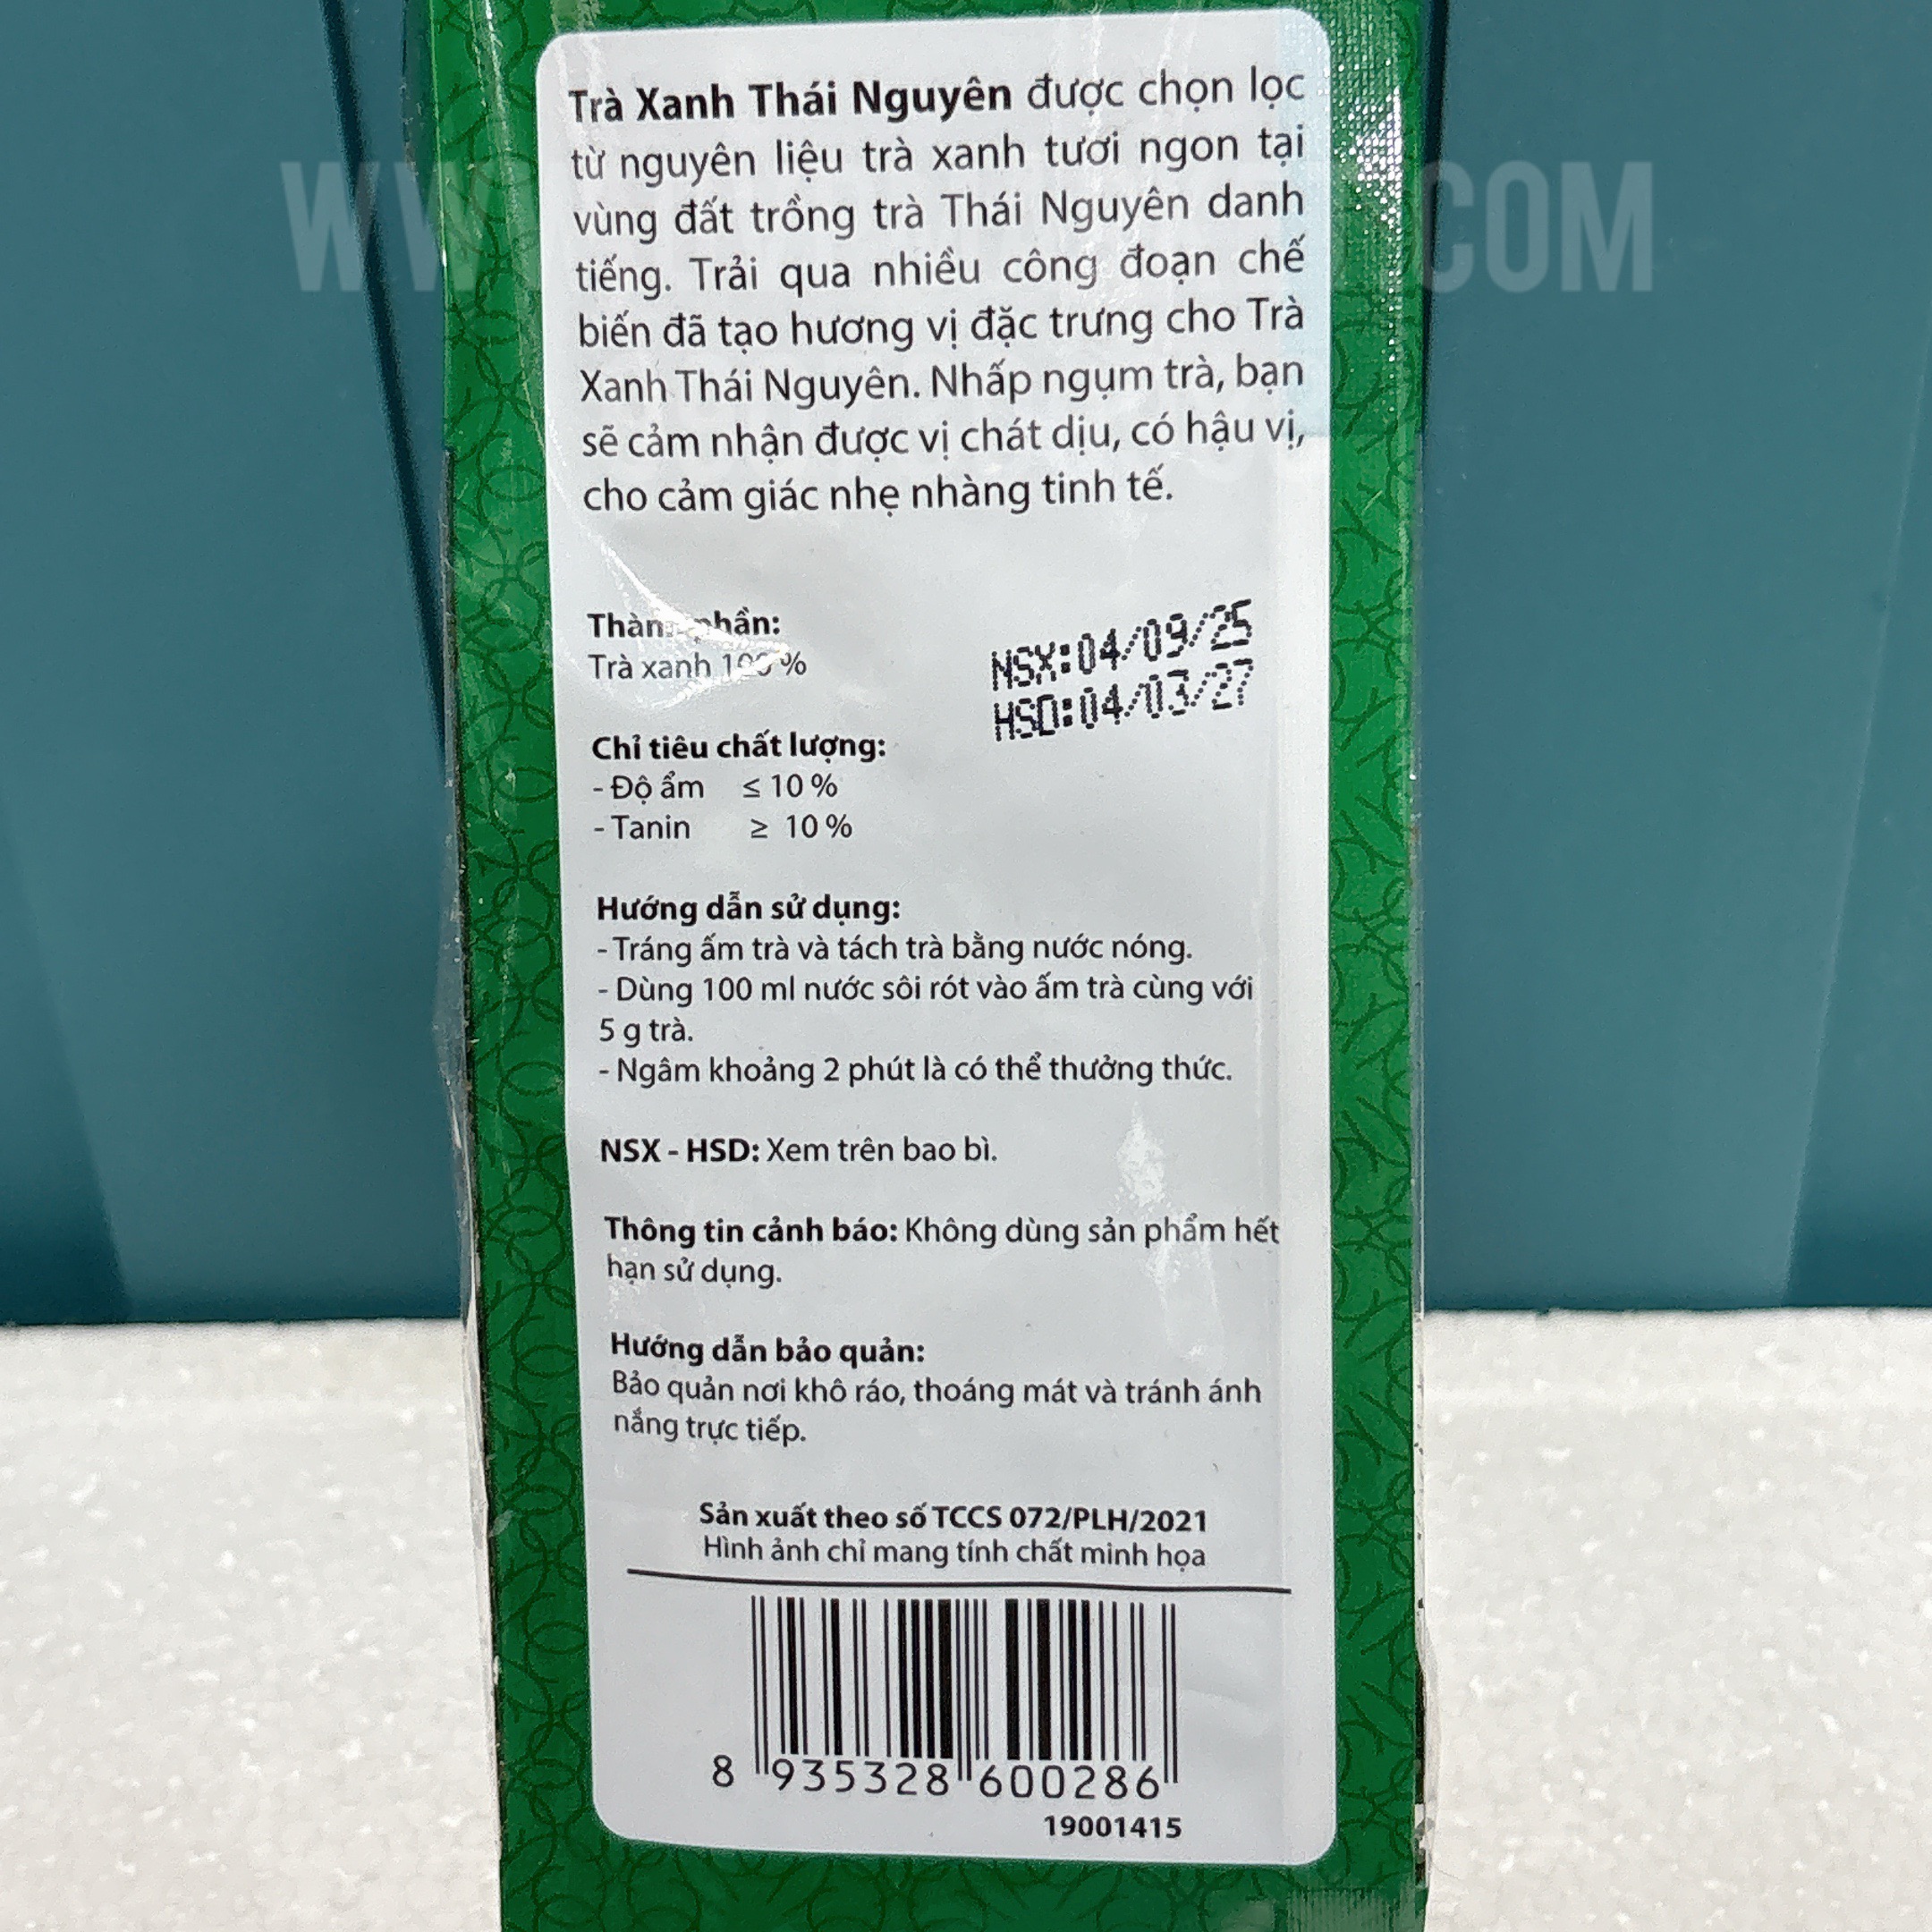 Trà Xanh Thái Nguyên được chọn lọc
từ nguyên liệu trà xanh tươi ngon tại
vùng đất trồng trà Thái Nguyên danh
tiếng. Trải qua nhiều công đoạn chế
biến đã tạo hương vị đặc trưng cho Trà
Xanh Thái Nguyên. Nhấp ngụm trà, bạn
sẽ cảm nhận được vị chát dịu, có hậu vị,
cho cảm giác nhẹ nhàng tinh tế.
Thành phần:
Trà xanh 100 %
NSX:04/09/25
HSD:04/03/27
Chỉ tiêu chất lượng:
- Độ ẩm ≤ 10 %
- Tanin ≥ 10 %
Hướng dẫn sử dụng:
- Tráng ấm trà và tách trà bằng nước nóng.
- Dùng 100 ml nước sôi rót vào ấm trà cùng với
5 g trà.
- Ngâm khoảng 2 phút là có thể thưởng thức.
NSX - HSD: Xem trên bao bì.
Thông tin cảnh báo: Không dùng sản phẩm hết
hạn sử dụng.
Hướng dẫn bảo quản:
Bảo quản nơi khô ráo, thoáng mát và tránh ánh
nắng trực tiếp.
Sản xuất theo số TCCS 072/PLH/2021
Hình ảnh chỉ mang tính chất minh họa
8 935328 600286
19001415